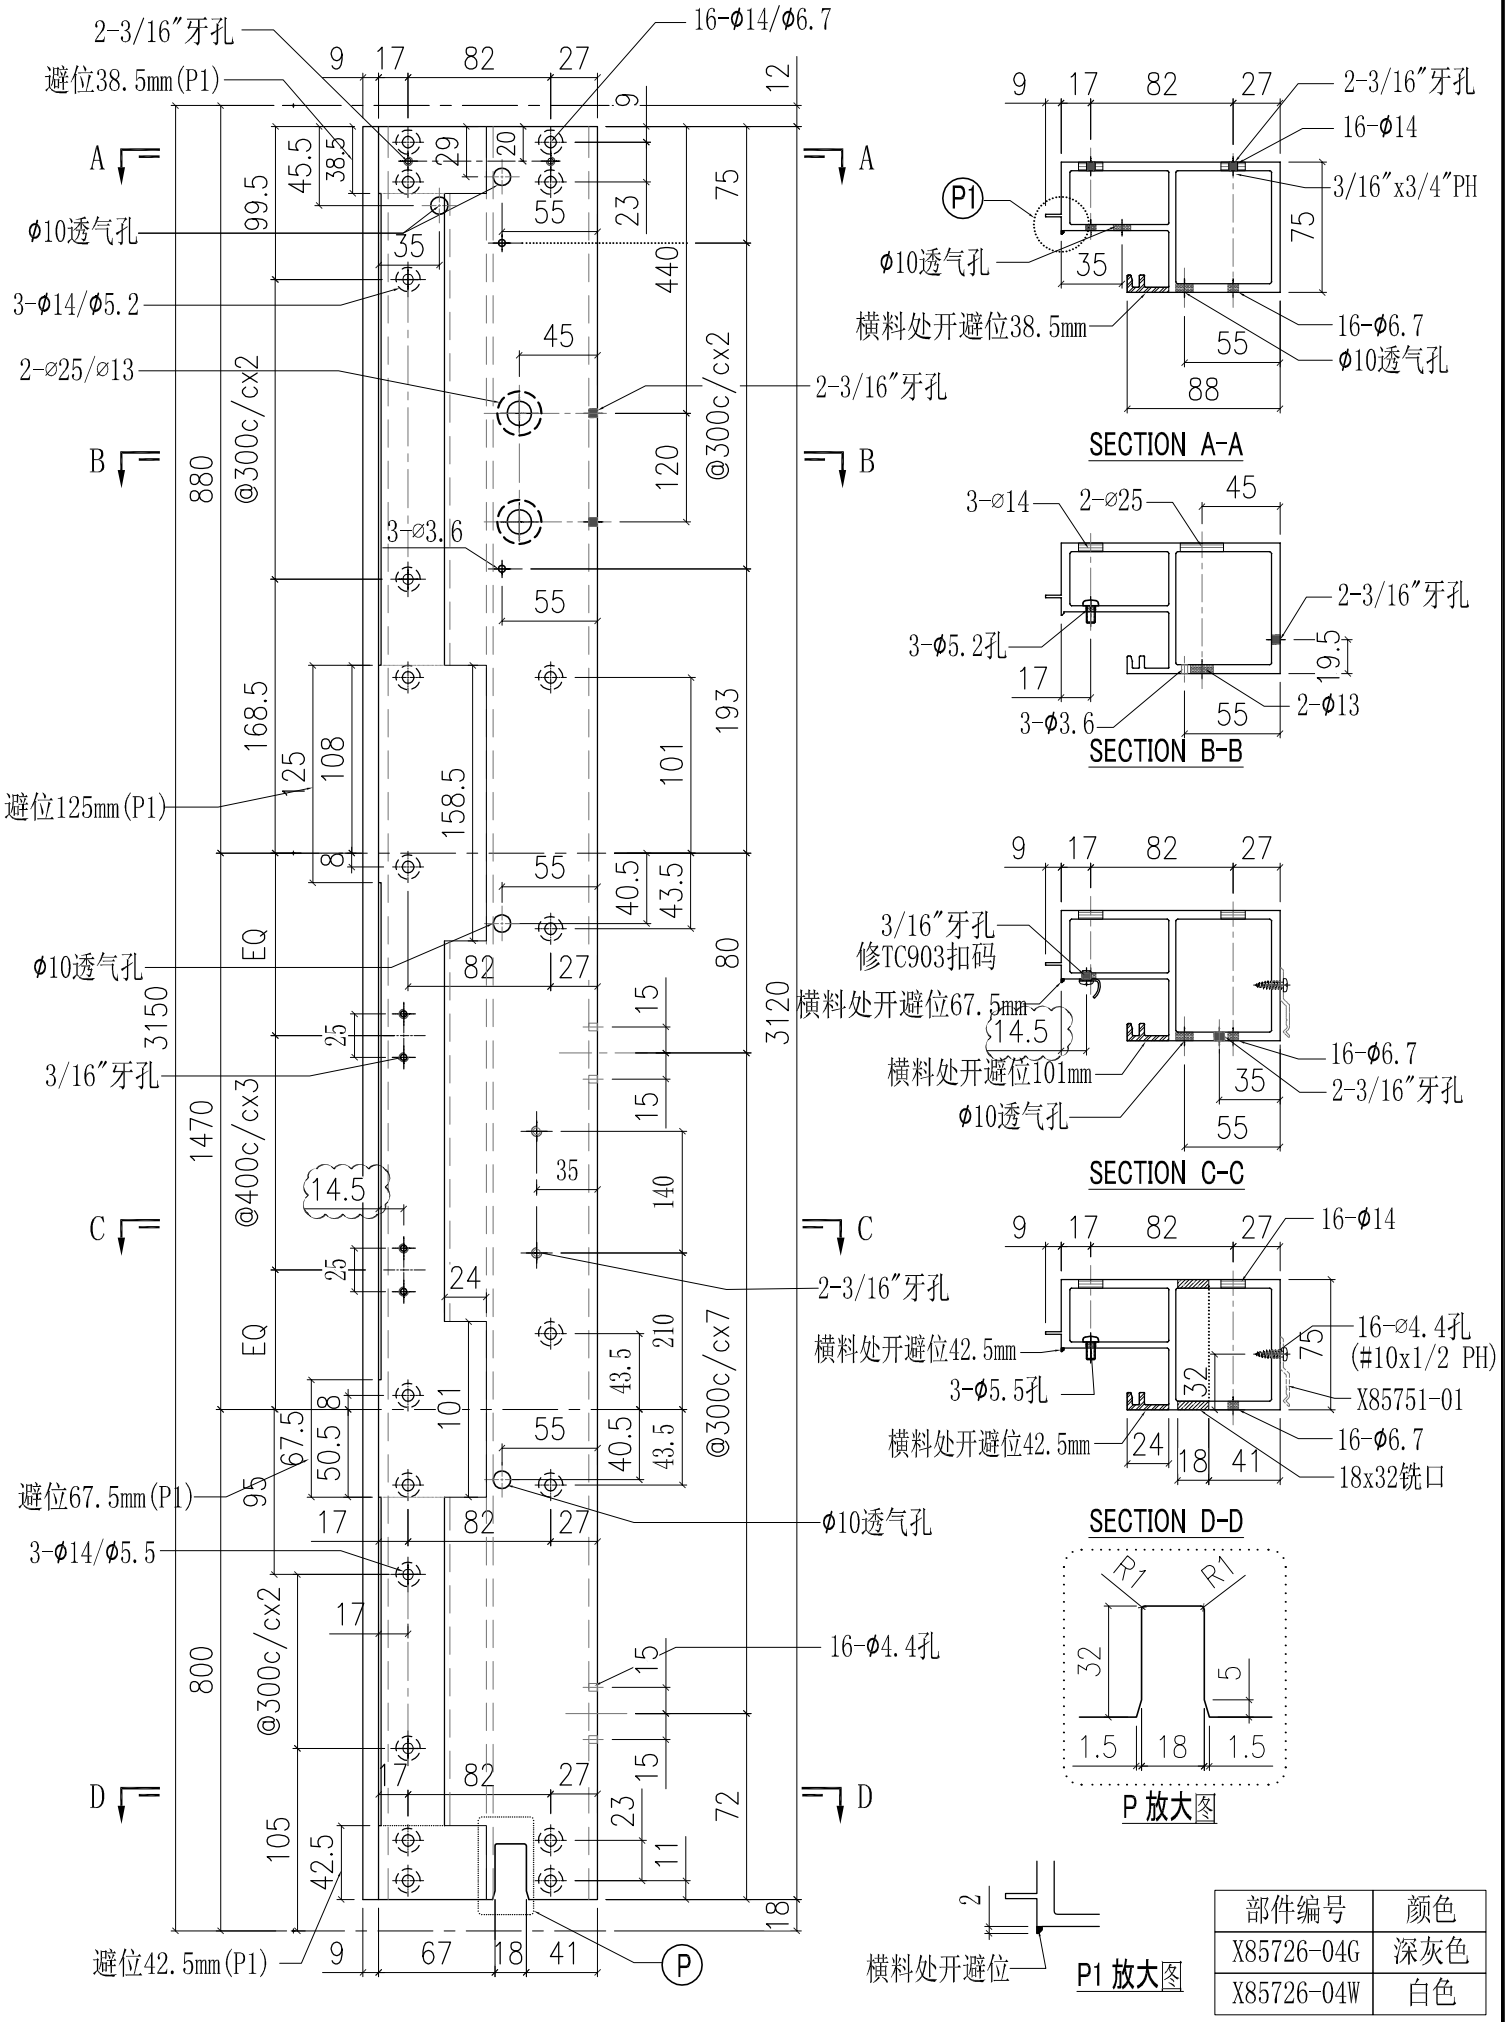 2-3/16"牙孔
16-ϕ14/ϕ6.7
避位38.5mm(P1)
9 17 82 27
12
9
A A
45.5
38.5
29
20
99.5
75
23
ϕ10透气孔
55
35
440
3-ϕ14/ϕ5.2
45
2-⌀25/⌀13
2-3/16"牙孔
@300c/cx2
@300c/cx2
B B
880
120
3-⌀3.6
55
168.5
193
125
108
101
158.5
避位125mm(P1)
8
55
40.5
43.5
EQ
ϕ10透气孔
82 27
80
3150
3120
25
15
3/16"牙孔
15
1470
@400c/cx3
35
140
14.5
C C
25
24
2-3/16"牙孔
EQ
210
@300c/cx7
43.5
8
101
67.5
50.5
55
40.5
43.5
95
避位67.5mm(P1)
17 82 27
ϕ10透气孔
3-ϕ14/ϕ5.5
17
@300c/cx2
800
16-ϕ4.4孔
15
15
17 82 27
D D
72
23
105
42.5
11
18
避位42.5mm(P1)
9 67 18 41
P
9 17 82 27
2-3/16"牙孔
16-ϕ14
3/16"x3/4"PH
P1
75
ϕ10透气孔
35
横料处开避位38.5mm
16-ϕ6.7
55
ϕ10透气孔
88
SECTION A-A
3-⌀14
2-⌀25
45
2-3/16"牙孔
3-ϕ5.2孔
19.5
17
2-ϕ13
3-ϕ3.6
55
SECTION B-B
9 17 82 27
3/16"牙孔
修TC903扣码
横料处开避位67.5mm
14.5
16-ϕ6.7
横料处开避位101mm
35
2-3/16"牙孔
ϕ10透气孔
55
SECTION C-C
9 17 82 27
16-ϕ14
16-⌀4.4孔
(#10x1/2 PH)
75
横料处开避位42.5mm
32
3-ϕ5.5孔
X85751-01
横料处开避位42.5mm
24 18 41
16-ϕ6.7
18x32铣口
SECTION D-D
R1 R1
32
5
1.5 18 1.5
P 放大图
2
横料处开避位
P1 放大图
部件编号 颜色
X85726-04G 深灰色
X85726-04W 白色